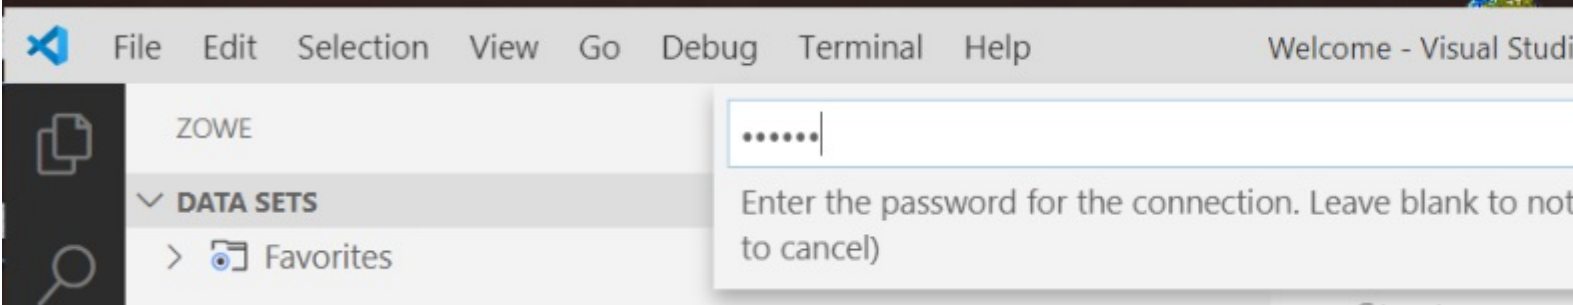 File Edit Selection View Go Debug Terminal Help Welcome - Visual Studi
ZOWE
••••••
DATA SETS
Enter the password for the connection. Leave blank to not
Favorites
to cancel)